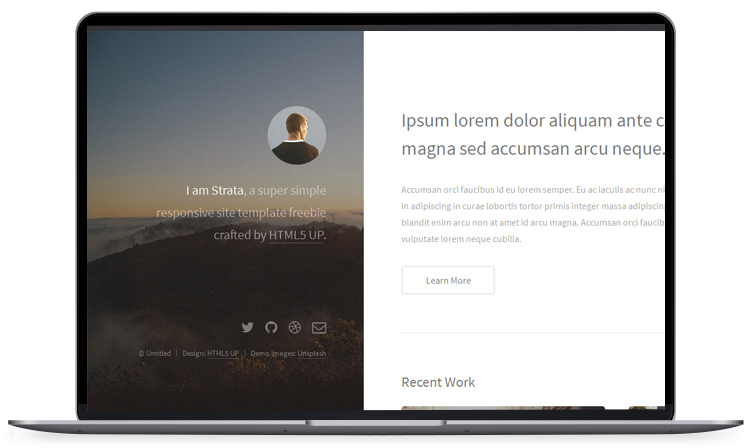 I am Strata, a super simple
responsive site template freebie
crafted by HTML5 UP.
© Untitled | Design: HTML5 UP | Demo Images: Unsplash
Ipsum lorem dolor aliquam ante c
magna sed accumsan arcu neque.
Accumsan orci faucibus id eu lorem semper. Eu ac iaculis ac nunc ni
in adipiscing in curae lobortis tortor primis integer massa adipiscing
blandit enim arcu non at amet id arcu magna. Accumsan orci faucib
vulputate lorem neque cubilia.
Learn More
Recent Work